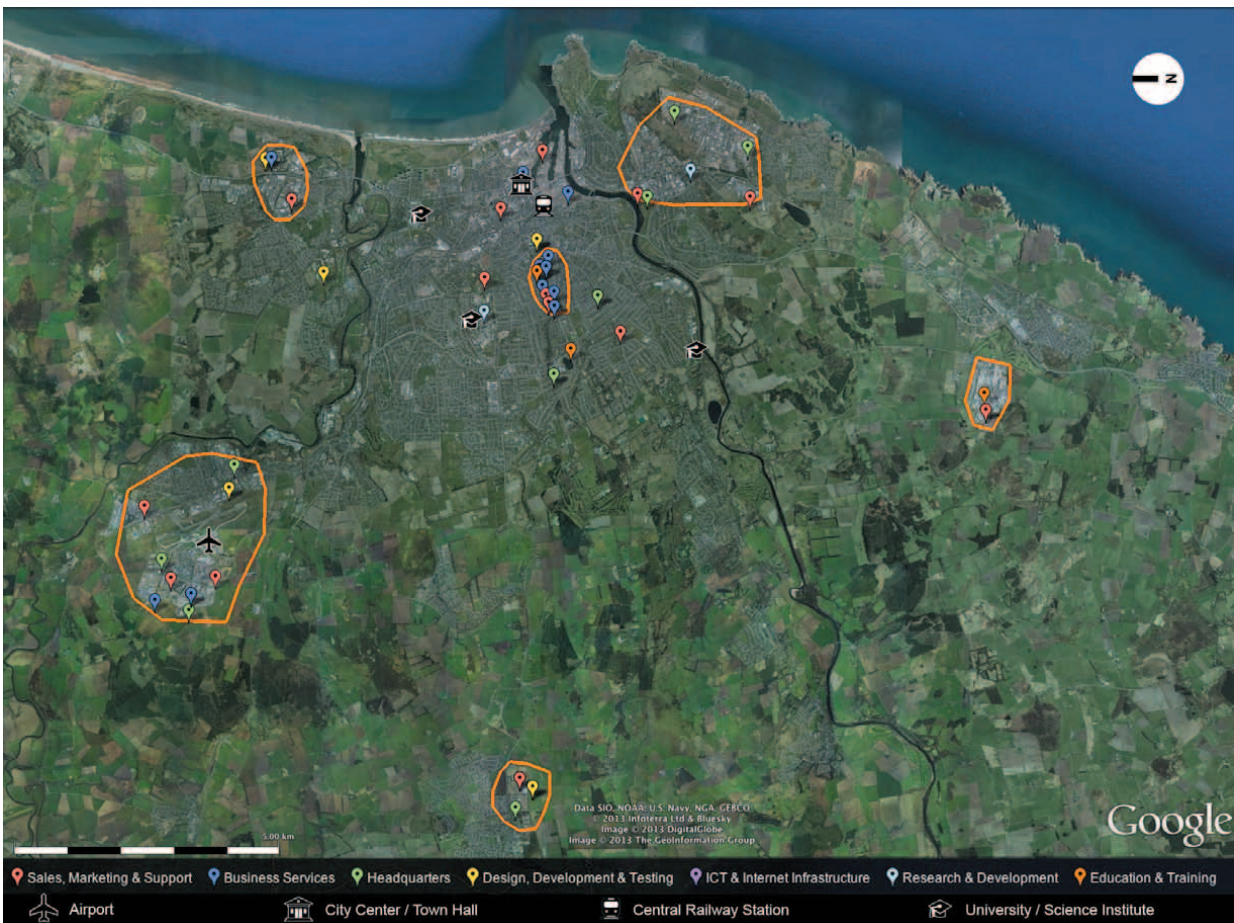 N
Data SIO, NOAA, U.S. Navy, NGA, GEBCO
© 2013 Infoterra Ltd & Bluesky
Image © 2013 DigitalGlobe
Image © 2013 The GeoInformation Group
Google
5.00 km
Sales, Marketing & Support Business Services Headquarters Design, Development & Testing ICT & Internet Infrastructure Research & Development Education & Training
Airport City Center / Town Hall Central Railway Station University / Science Institute